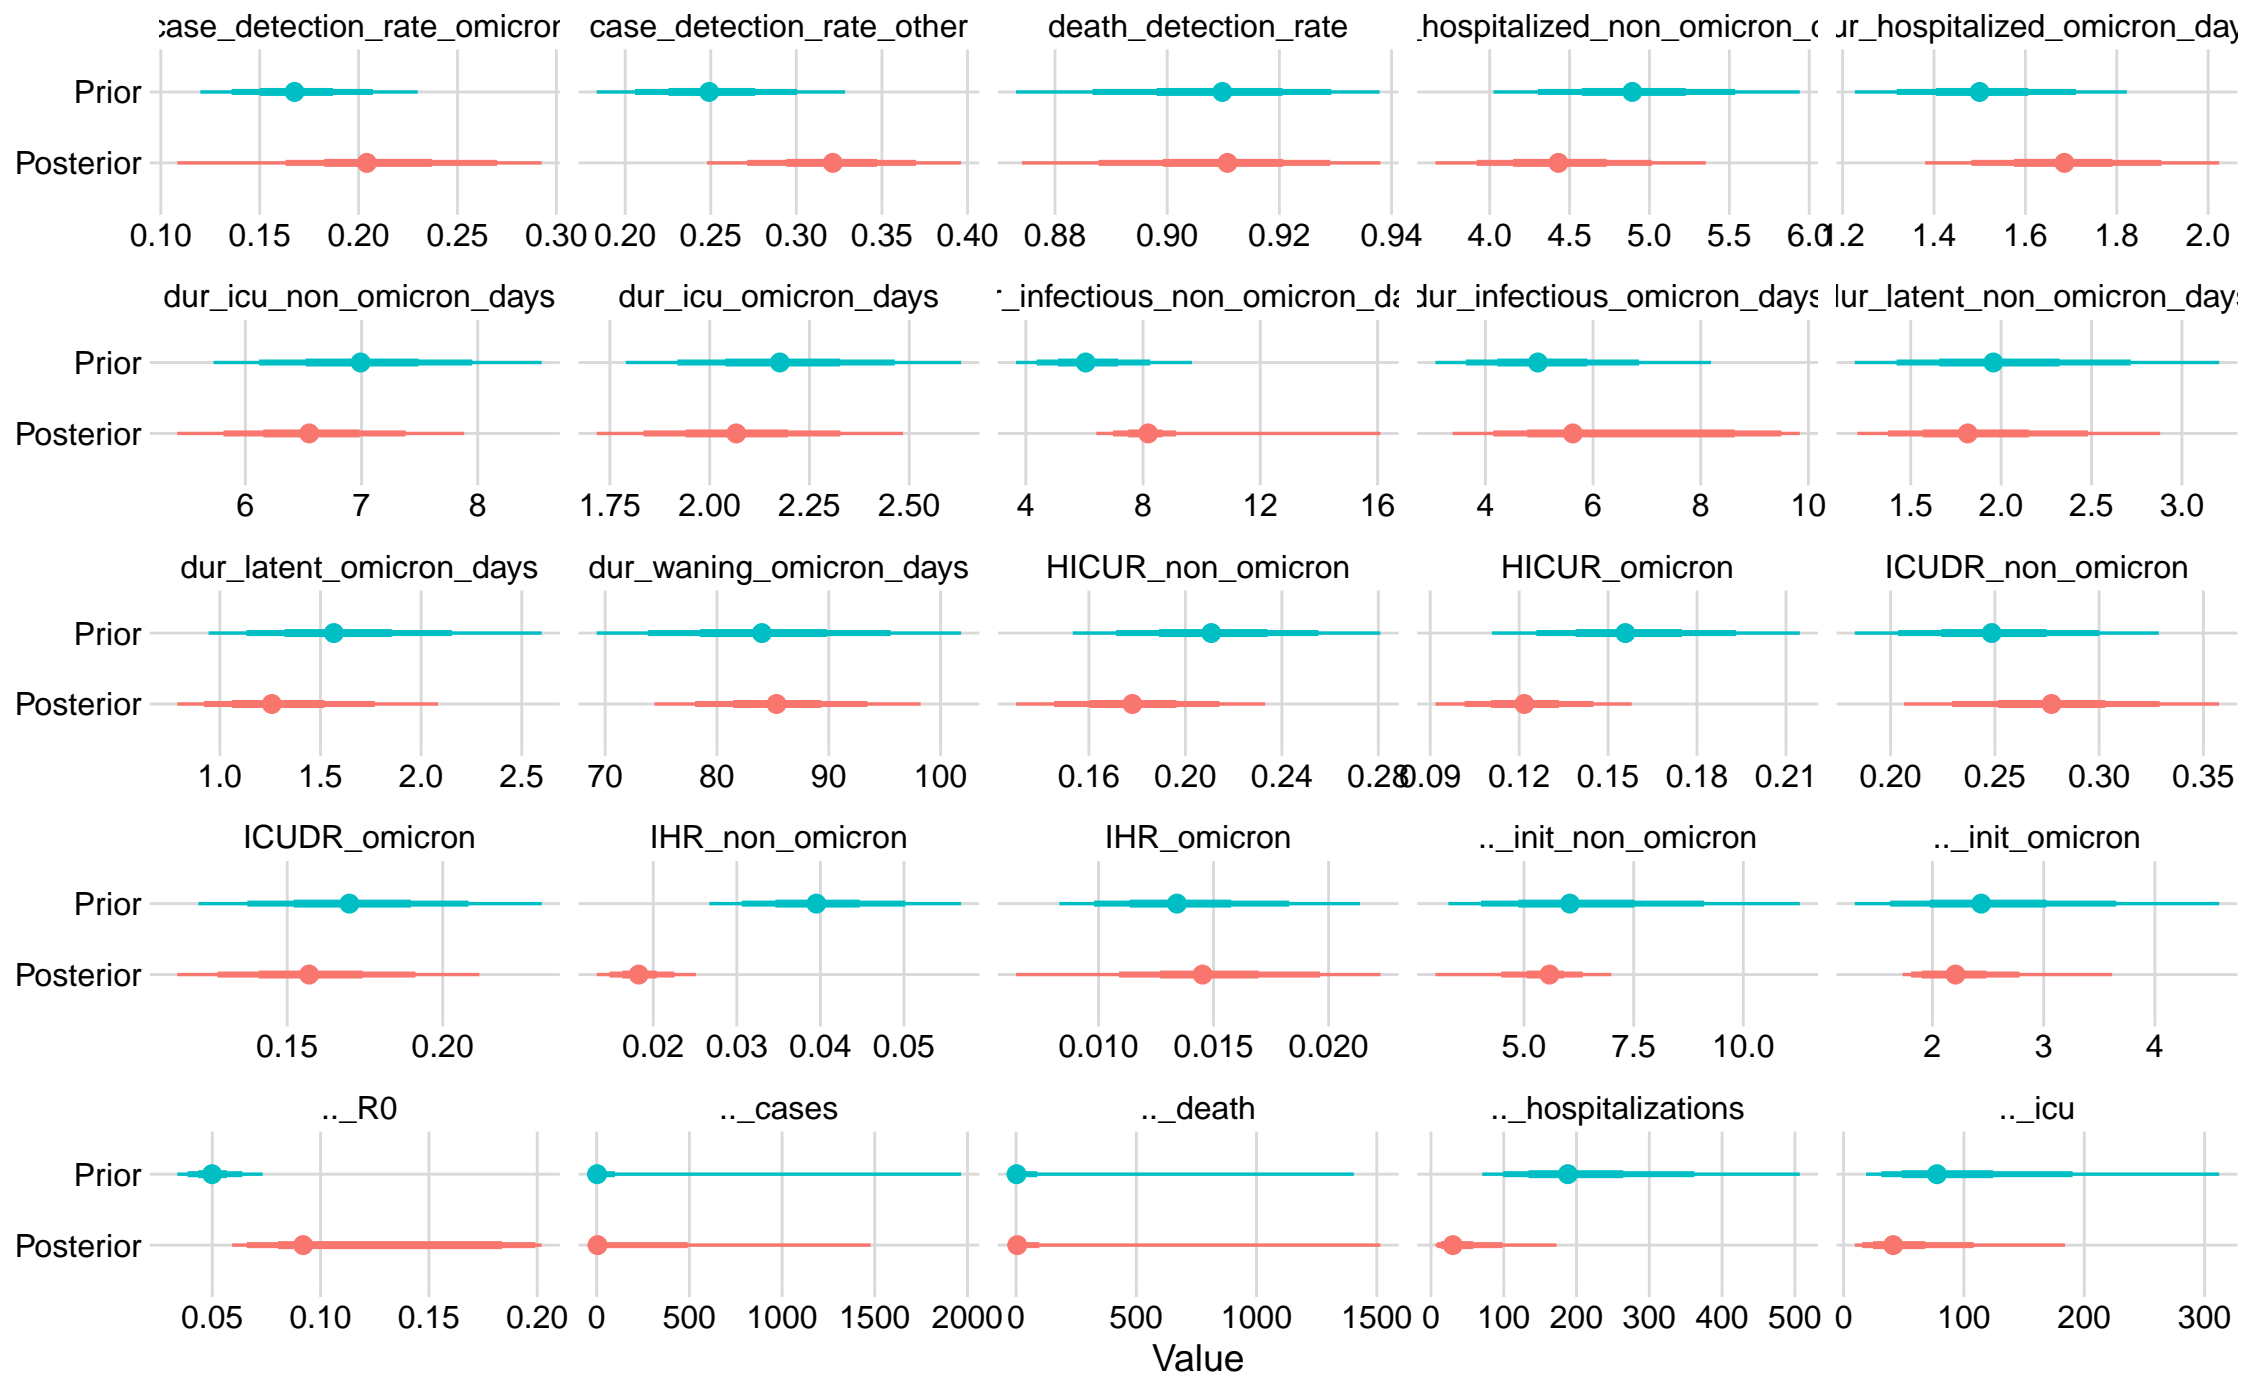 case_detection_rate_omicron case_detection_rate_other death_detection_rate _hospitalized_non_omicron_ ur_hospitalized_omicron_day
Prior
Posterior
0.10 0.15 0.20 0.25 0.30 0.20 0.25 0.30 0.35 0.40 0.88 0.90 0.92 0.94 4.0 4.5 5.0 5.5 6.0 1.2 1.4 1.6 1.8 2.0
dur_icu_non_omicron_days dur_icu_omicron_days r_infectious_non_omicron_da dur_infectious_omicron_days dur_latent_non_omicron_days
Prior
Posterior
6 7 8 1.75 2.00 2.25 2.50 4 8 12 16 4 6 8 10 1.5 2.0 2.5 3.0
dur_latent_omicron_days dur_waning_omicron_days HICUR_non_omicron HICUR_omicron ICUDR_non_omicron
Prior
Posterior
1.0 1.5 2.0 2.5 70 80 90 100 0.16 0.20 0.24 0.28 0.09 0.12 0.15 0.18 0.21 0.20 0.25 0.30 0.35
ICUDR_omicron IHR_non_omicron IHR_omicron .._init_non_omicron .._init_omicron
Prior
Posterior
0.15 0.20 0.02 0.03 0.04 0.05 0.010 0.015 0.020 5.0 7.5 10.0 2 3 4
.._R0 .._cases .._death .._hospitalizations .._icu
Prior
Posterior
0.05 0.10 0.15 0.20 0 500 1000 1500 2000 0 500 1000 1500 0 100 200 300 400 500 0 100 200 300
Value